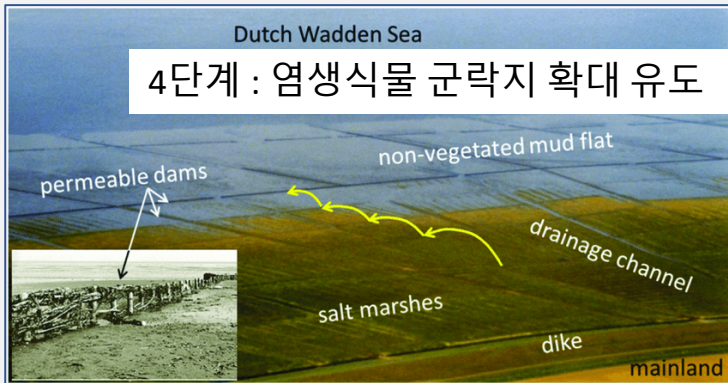 Dutch Wadden Sea
4단계 : 염생식물 군락지 확대 유도
non-vegetated mud flat
permeable dams
drainage channel
salt marshes
dike
mainland